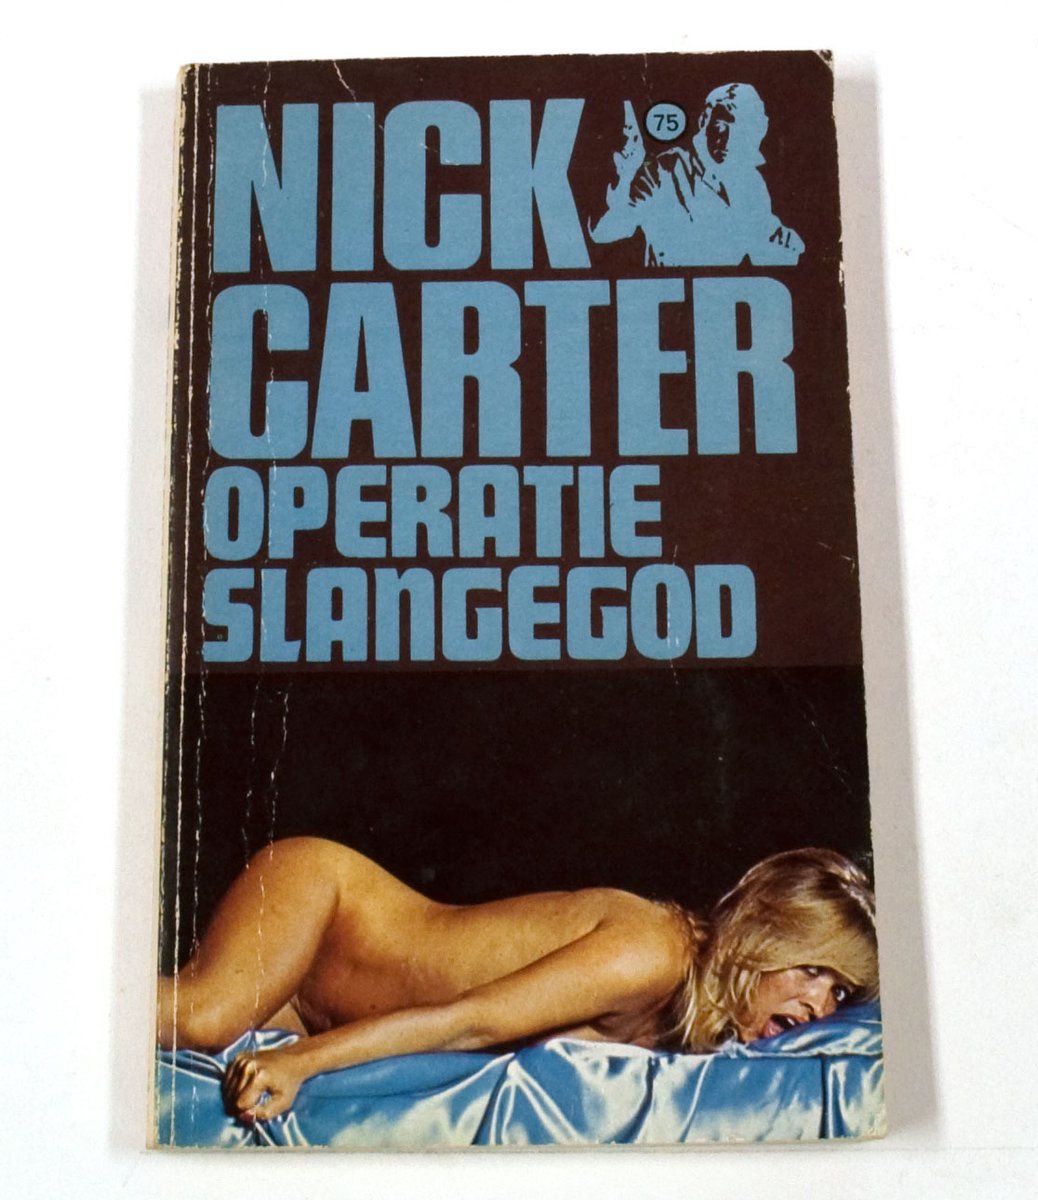 NICK
75
CARTER
OPERATIE
SLANGEGOD